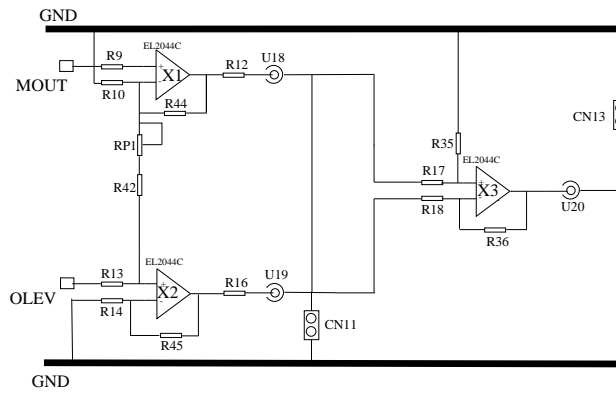 GND
MOUT
R9
R10
EL2044C
+
-
X1
R12
U18
R44
RP1
R42
R35
CN13
EL2044C
R17
R18
+
-
X3
U20
R36
OLEV
R13
R14
EL2044C
+
-
X2
R16
U19
R45
CN11
GND